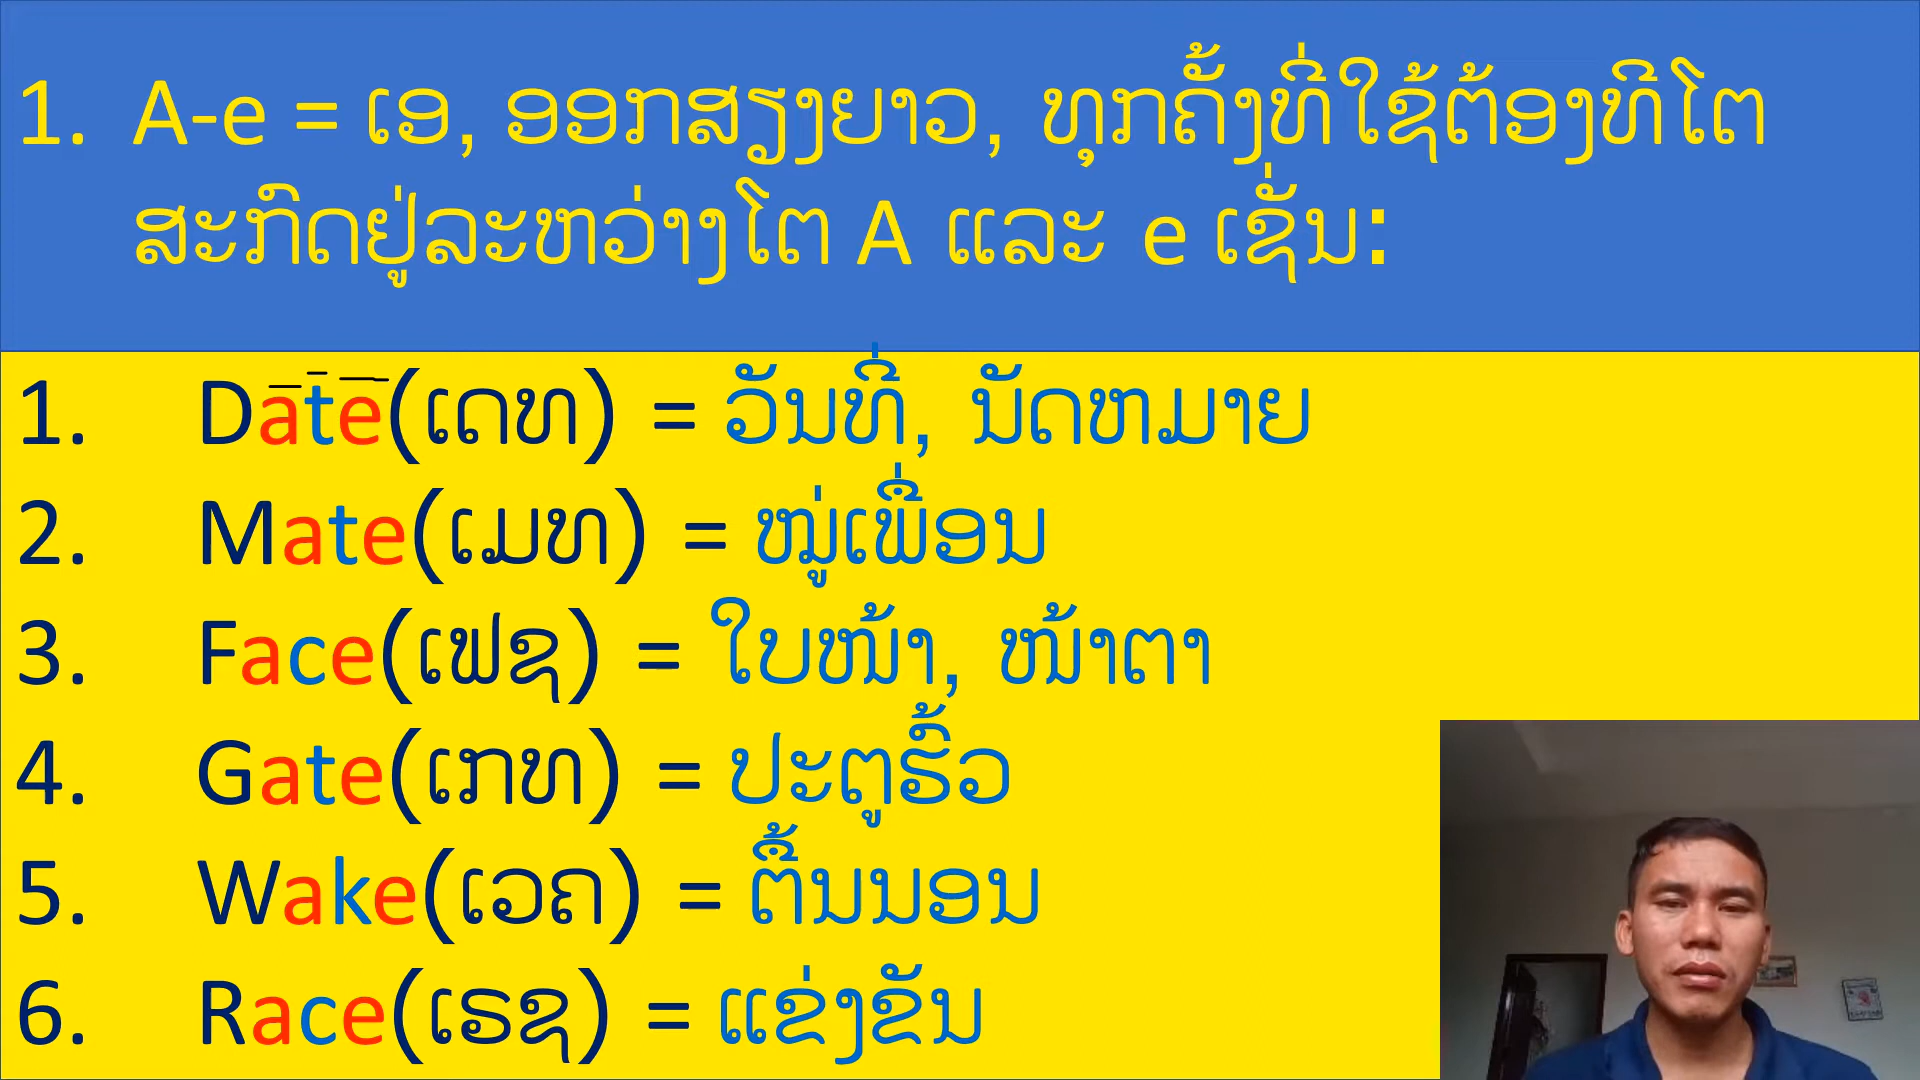 1. A-e = ເອ, ອອກສຽງຍາວ, ທຸກຄັ້ງທີ່ໃຊ້ຕ້ອງທີໂຕ
ສະກົດຢູ່ລະຫວ່າງໂຕ A ແລະ e ເຊັ່ນ:
1. Date(ເດທ) = ວັນທີ່, ນັດຫມາຍ
2. Mate(ເມທ) = ໝູ່ເພື່ອນ
3. Face(ເຟຊ) = ໃບໜ້າ, ໜ້າຕາ
4. Gate(ເກທ) = ປະຕູຮົ້ວ
5. Wake(ເວຄ) = ຕື້ນນອນ
6. Race(ເຣຊ) = ແຂ່ງຂັນ